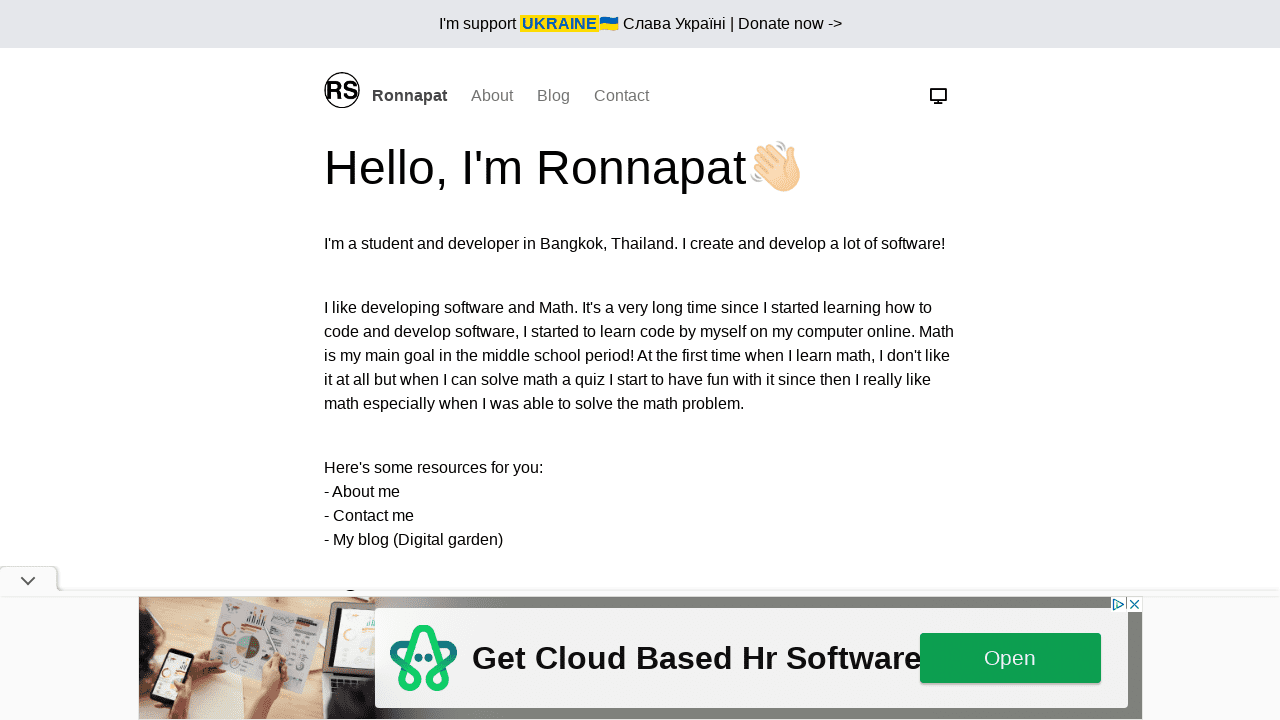 I'm support UKRAINE🇺🇦 Слава Україні | Donate now ->
RS Ronnapat About Blog Contact
Hello, I'm Ronnapat👋🏻
I'm a student and developer in Bangkok, Thailand. I create and develop a lot of software!
I like developing software and Math. It's a very long time since I started learning how to
code and develop software, I started to learn code by myself on my computer online. Math
is my main goal in the middle school period! At the first time when I learn math, I don't like
it at all but when I can solve math a quiz I start to have fun with it since then I really like
math especially when I was able to solve the math problem.
Here's some resources for you:
- About me
- Contact me
- My blog (Digital garden)
Get Cloud Based Hr Software
Open